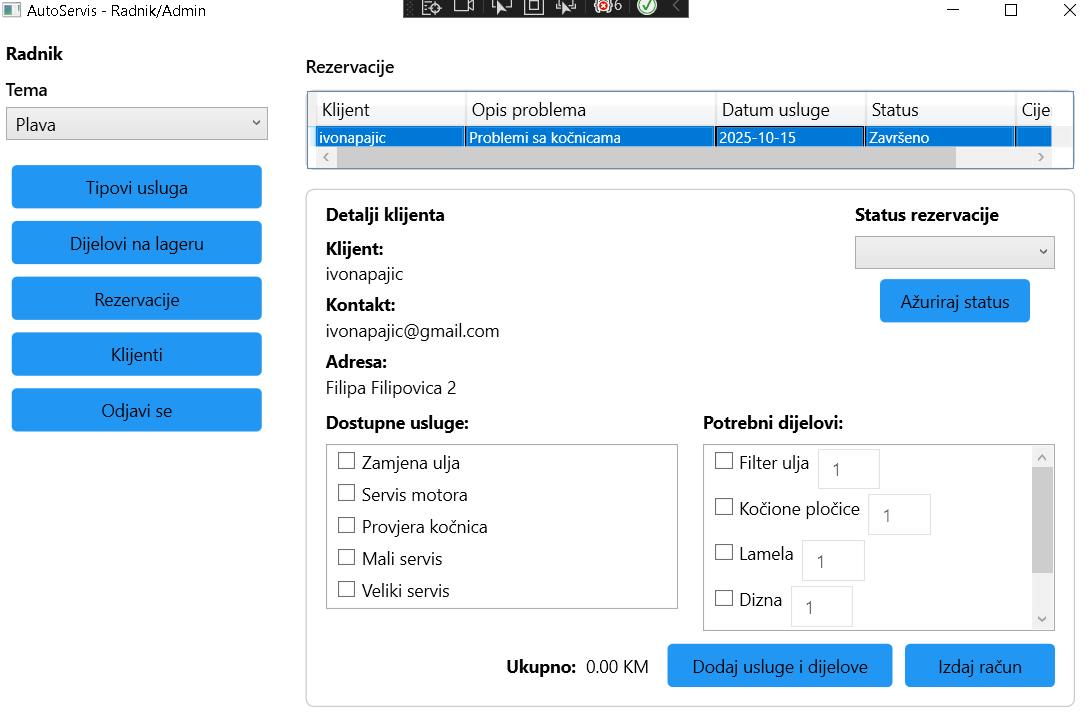 AutoServis - Radnik/Admin
6
Radnik
Tema
Plava
Tipovi usluga
Dijelovi na lageru
Rezervacije
Klijenti
Odjavi se
Rezervacije
Klijent Opis problema Datum usluge Status Cije
ivonapajic Problemi sa kočnicama 2025-10-15 Završeno
Detalji klijenta
Klijent:
ivonapajic
Kontakt:
ivonapajic@gmail.com
Adresa:
Filipa Filipovica 2
Status rezervacije
Ažuriraj status
Dostupne usluge:
Zamjena ulja
Servis motora
Provjera kočnica
Mali servis
Veliki servis
Potrebni dijelovi:
Filter ulja 1
Kočione pločice 1
Lamela 1
Dizna 1
Ukupno: 0.00 KM
Dodaj usluge i dijelove
Izdaj račun